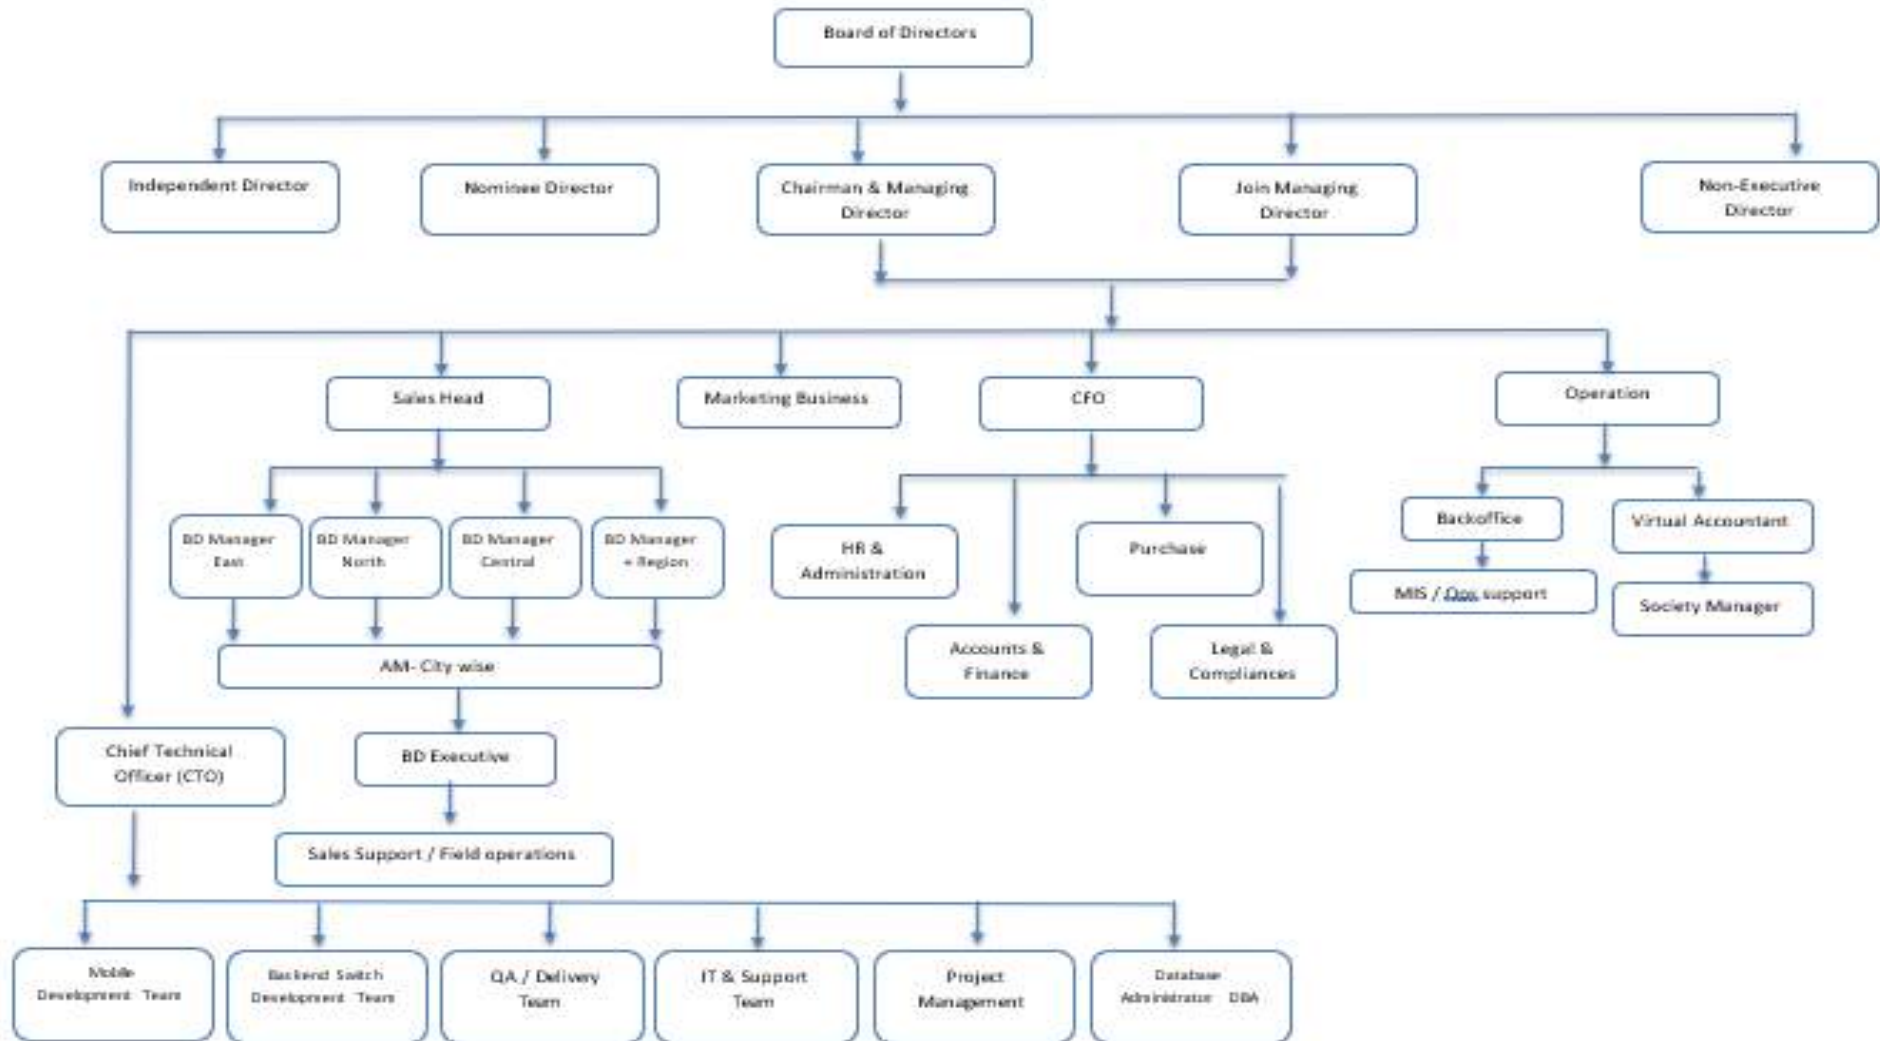 Board of Directors
Independent Director
Nominee Director
Chairman & Managing
Director
Join Managing
Director
Non-Executive
Director
Sales Head
Marketing Business
CFO
Operation
BD Manager
East
BD Manager
North
BD Manager
Central
BD Manager
+ Region
HR &
Administration
Purchase
Backoffice
Virtual Accountant
MIS / Ops support
Society Manager
AM- City wise
Accounts &
Finance
Legal &
Compliances
Chief Technical
Officer (CTO)
BD Executive
Sales Support / Field operations
Mobile
Development Team
Backend Switch
Development Team
QA / Delivery
Team
IT & Support
Team
Project
Management
Database
Administrator DBA